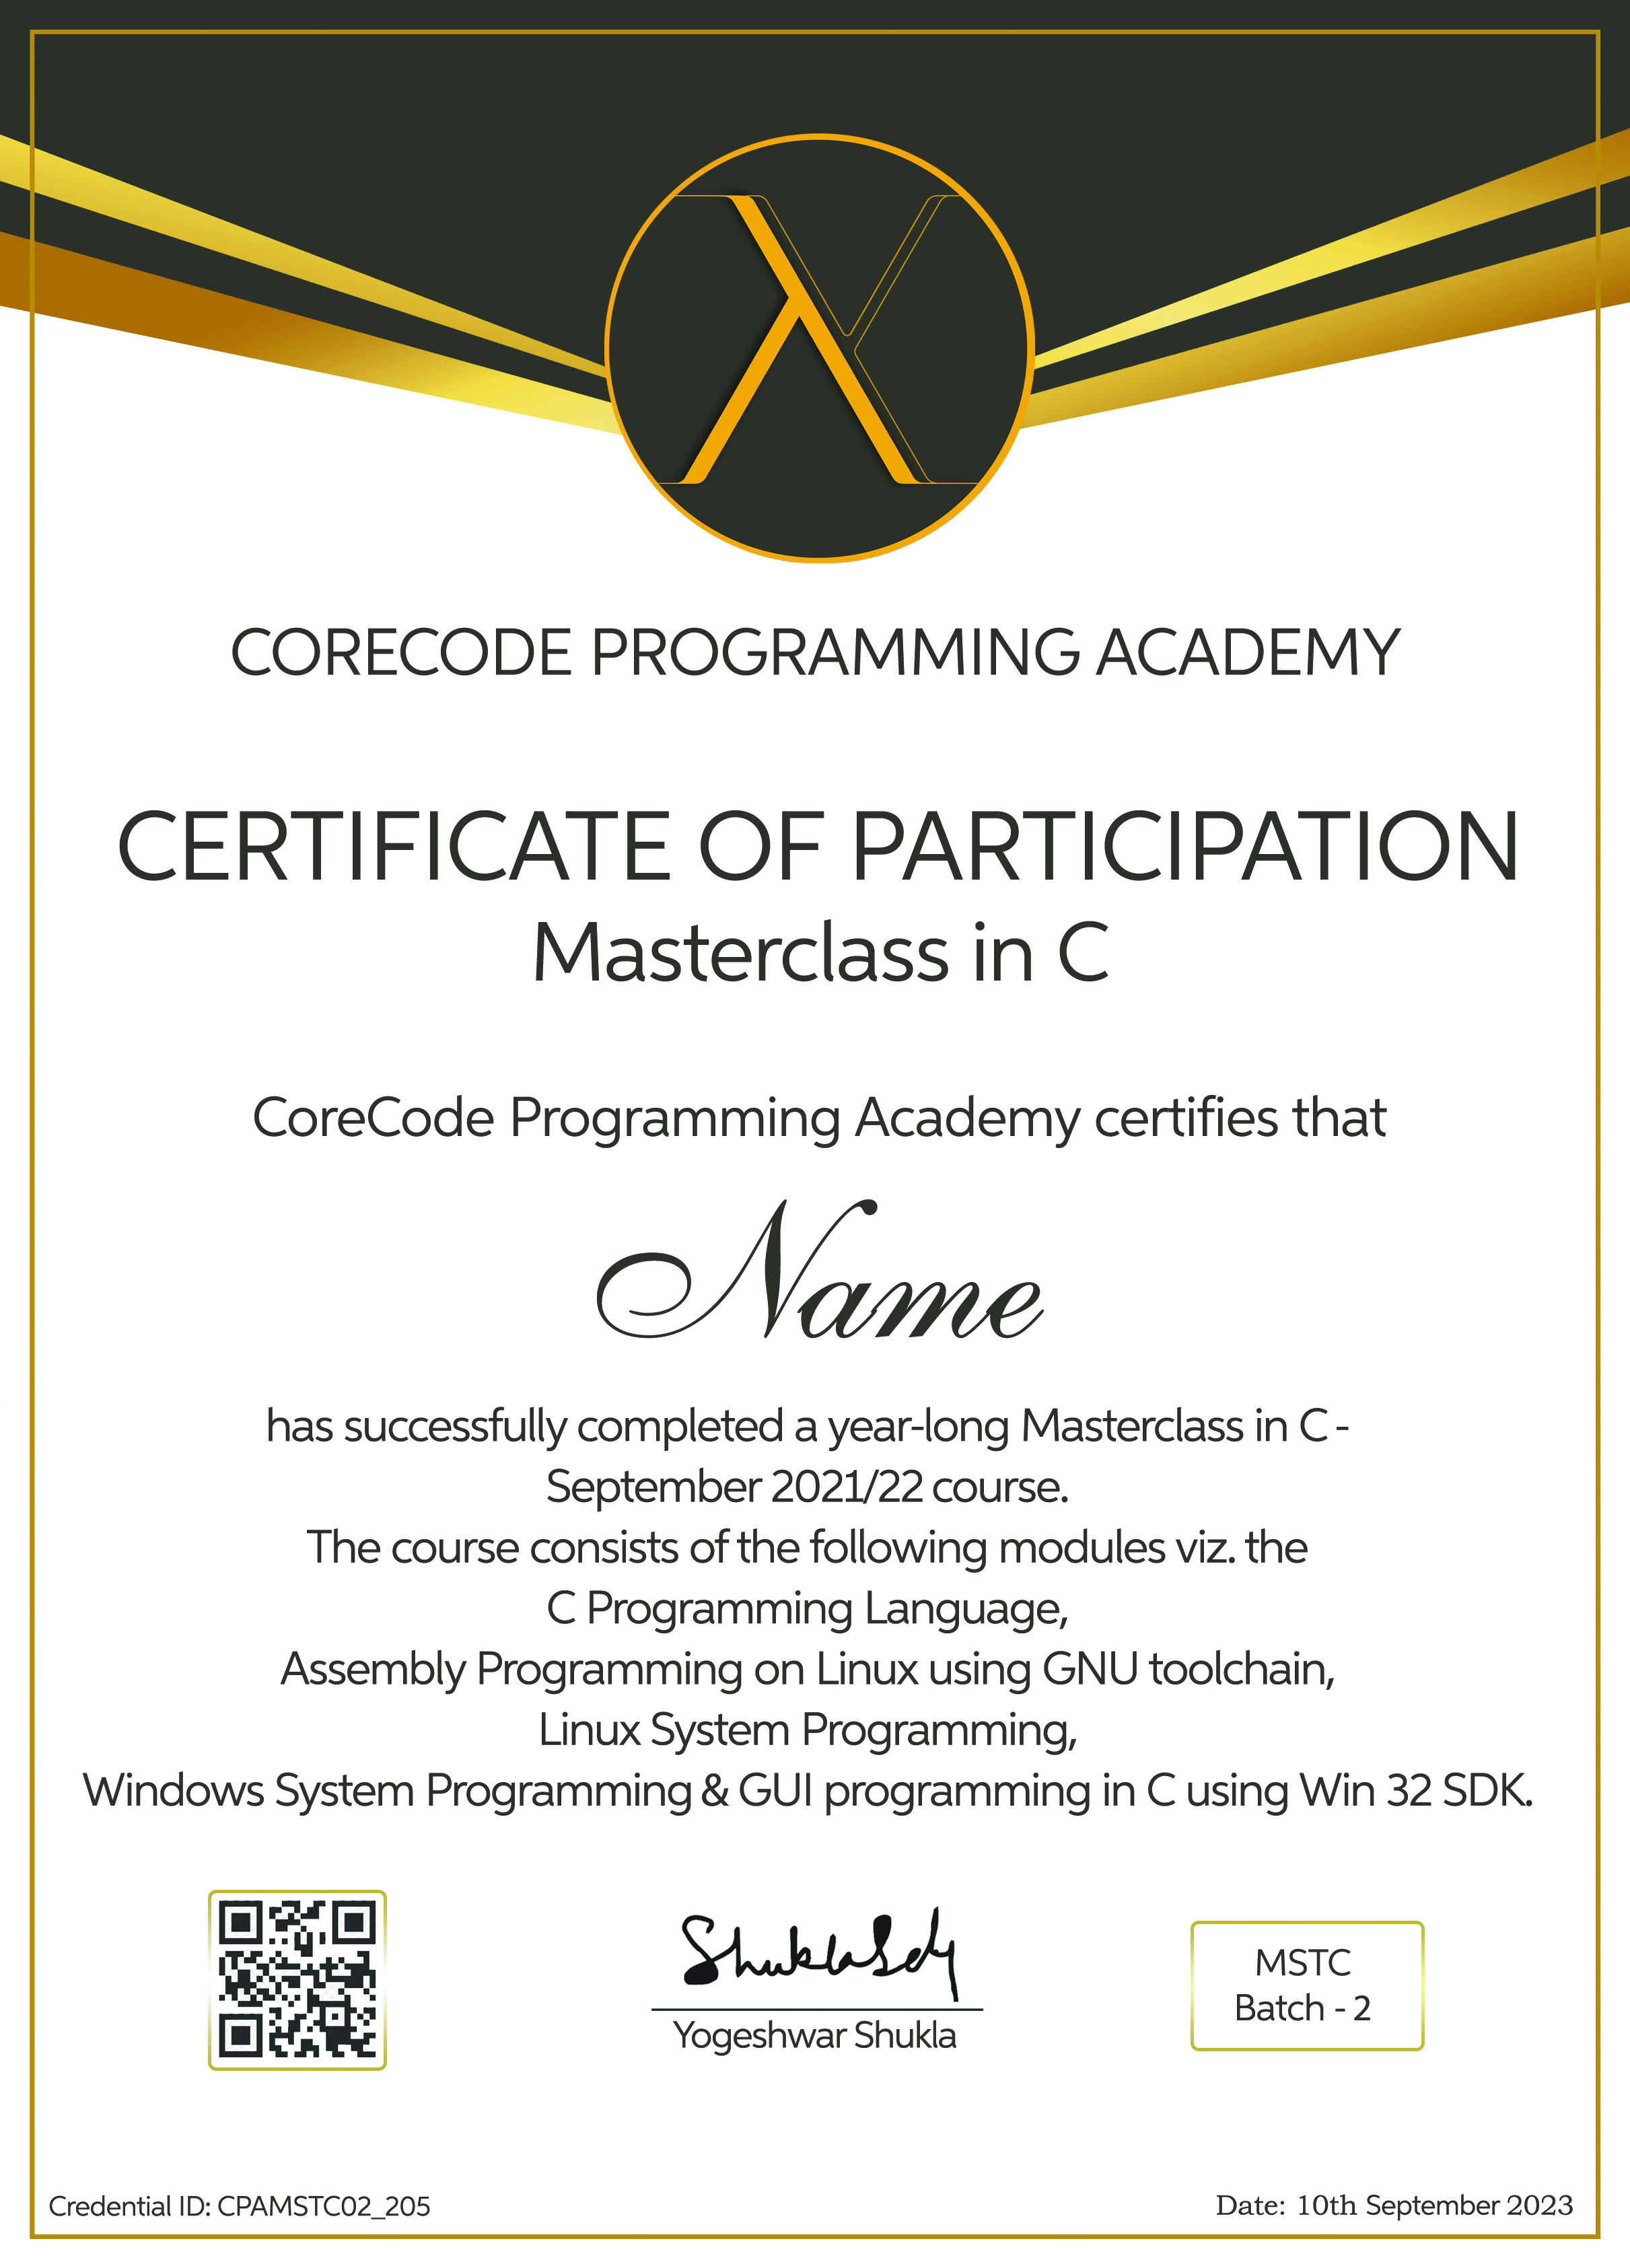 CORECODE PROGRAMMING ACADEMY
CERTIFICATE OF PARTICIPATION
Masterclass in C
CoreCode Programming Academy certifies that
Name
has successfully completed a year-long Masterclass in C -
September 2021/22 course.
The course consists of the following modules viz. the
C Programming Language,
Assembly Programming on Linux using GNU toolchain,
Linux System Programming,
Windows System Programming & GUI programming in C using Win 32 SDK.
Yogeshwar Shukla
MSTC
Batch - 2
Credential ID: CPAMSTC02_205
Date: 10th September 2023